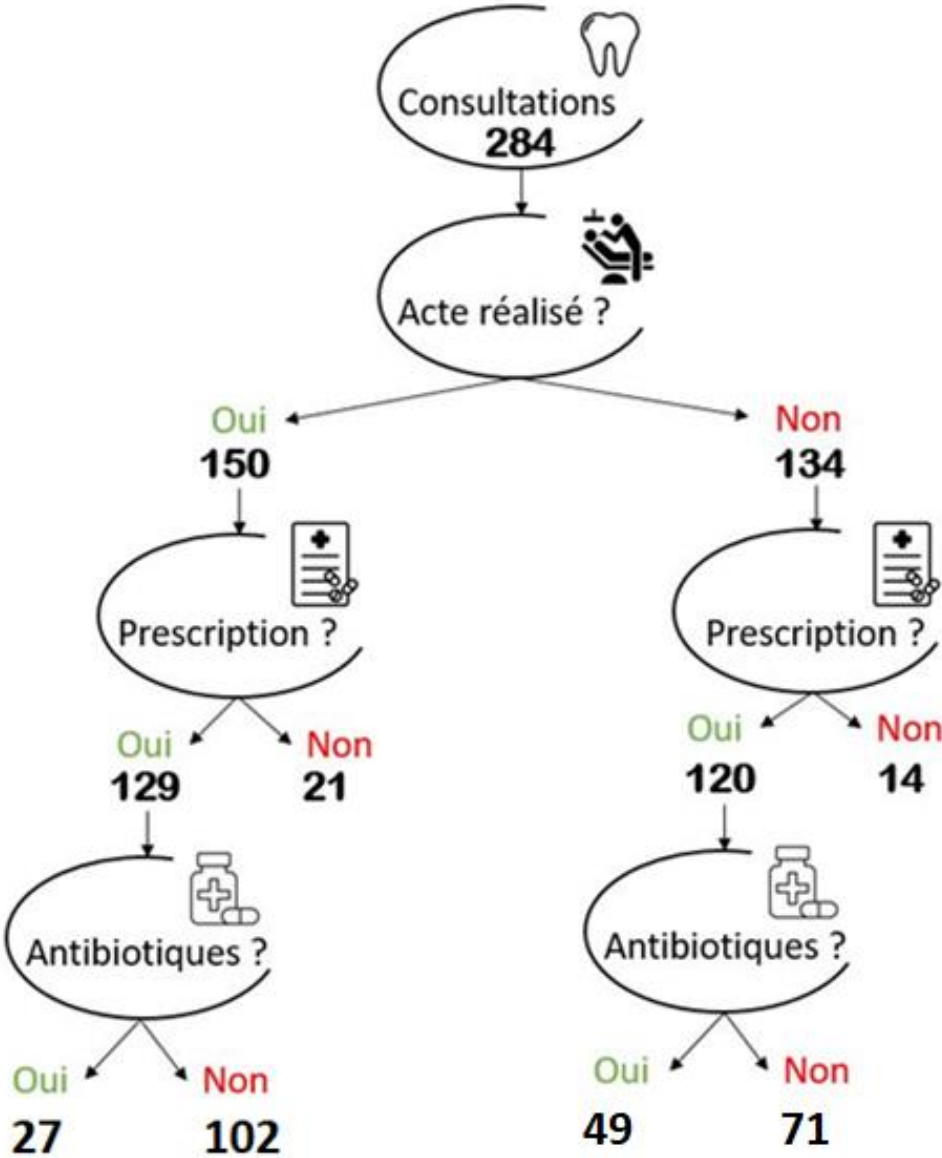 Consultations
284
Acte réalisé ?
Oui
Non
150
134
Prescription ?
Prescription ?
Oui
Non
Oui
Non
129
21
120
14
Antibiotiques ?
Antibiotiques ?
Oui
Non
Oui
Non
27
102
49
71